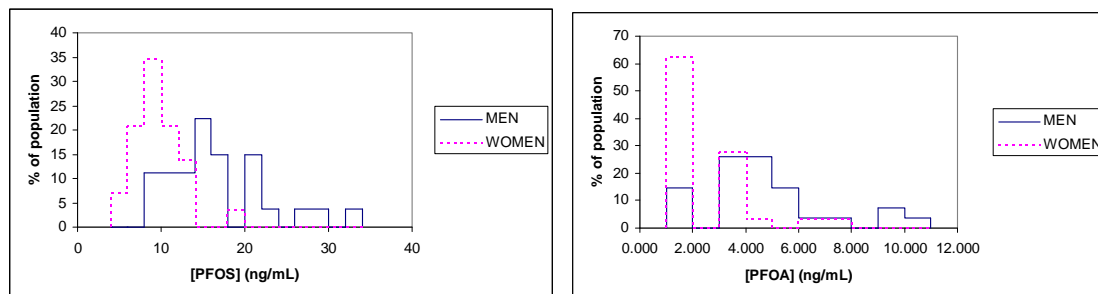 % of population
40
35
30
25
20
15
10
5
0
0 10 20 30 40
[PFOS] (ng/mL)
MEN
WOMEN
% of population
70
60
50
40
30
20
10
0
0.000 2.000 4.000 6.000 8.000 10.000 12.000
[PFOA] (ng/mL)
MEN
WOMEN